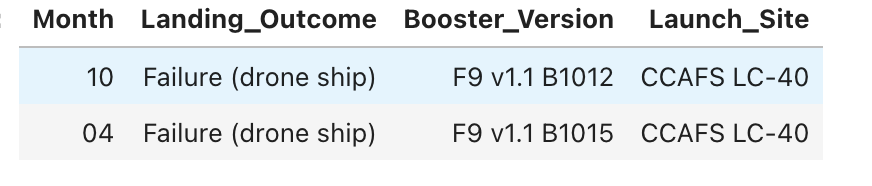 Month Landing_Outcome Booster_Version Launch_Site
10 Failure (drone ship) F9 v1.1 B1012 CCAFS LC-40
04 Failure (drone ship) F9 v1.1 B1015 CCAFS LC-40